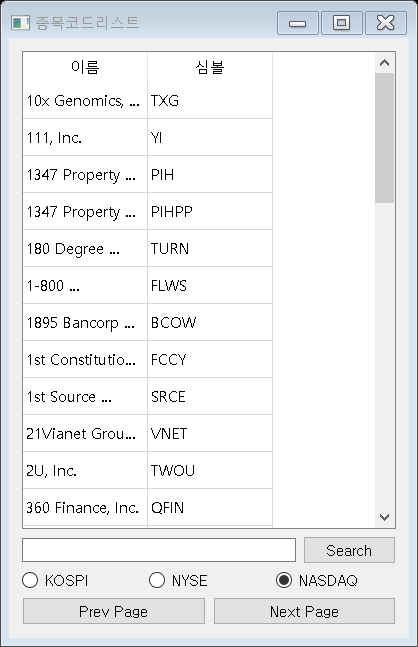 종목코드리스트
이름 심볼
10x Genomics, ... TXG
111, Inc. YI
1347 Property ... PIH
1347 Property ... PIHPP
180 Degree ... TURN
1-800 ... FLWS
1895 Bancorp ... BCOW
1st Constitutio... FCCY
1st Source ... SRCE
21Vianet Grou... VNET
2U, Inc. TWOU
360 Finance, Inc. QFIN
Search
KOSPI NYSE NASDAQ
Prev Page Next Page